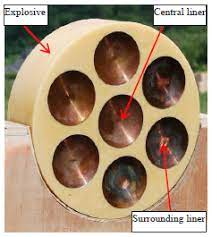 Explosive
Central liner
Surrounding liner